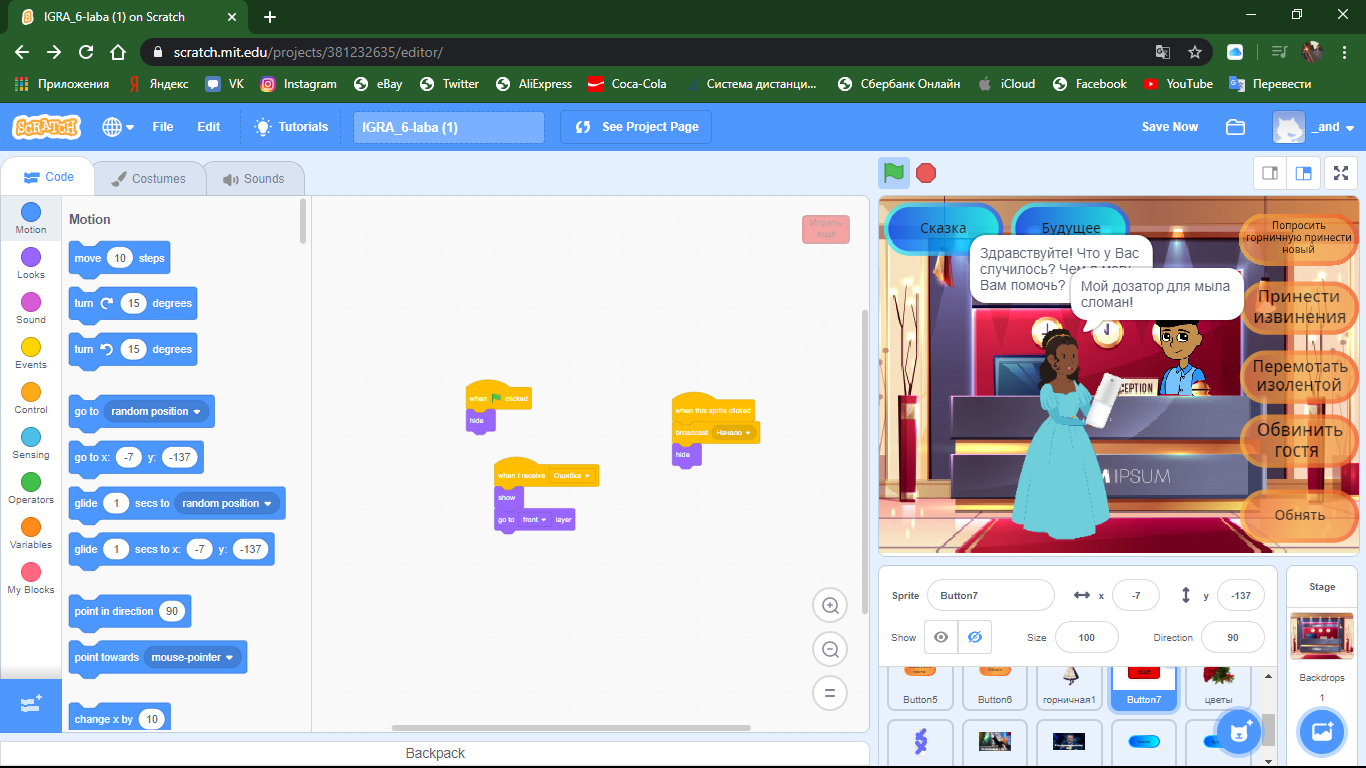 IGRA_6-laba (1) on Scratch
scratch.mit.edu/projects/381232635/editor/
Приложения
Яндекс
VK
Instagram
eBay
Twitter
AliExpress
Coca-Cola
Система дистанци...
Сбербанк Онлайн
iCloud
Facebook
YouTube
Перевести
SCRATCH
File
Edit
Tutorials
IGRA_6-laba (1)
See Project Page
Save Now
_and
Code
Costumes
Sounds
Motion
Looks
Sound
Events
Control
Sensing
Operators
Variables
My Blocks
Motion
move 10 steps
turn 15 degrees
turn 15 degrees
go to random position
go to x: -7 y: -137
glide 1 secs to random position
glide 1 secs to x: -7 y: -137
point in direction 90
point towards mouse-pointer
change x by 10
Играть
ещё
when clicked
hide
when I receive Ошибка
show
go to front layer
when this sprite clicked
broadcast Начало
hide
Backpack
Сказка
Будущее
Здравствуйте! Что у Вас
случилось? Чем я могу
Вам помочь?
Мой дозатор для мыла
сломан!
Попросить
горничную принести
новый
Принести
извинения
Перемотать
изолентой
Обвинить
гостя
Обнять
CEPTION
M IPSUM
Sprite
Button7
x
-7
y
-137
Show
Size
100
Direction
90
Button5
Button6
горничная1
Button7
цветы
Stage
Backdrops
1